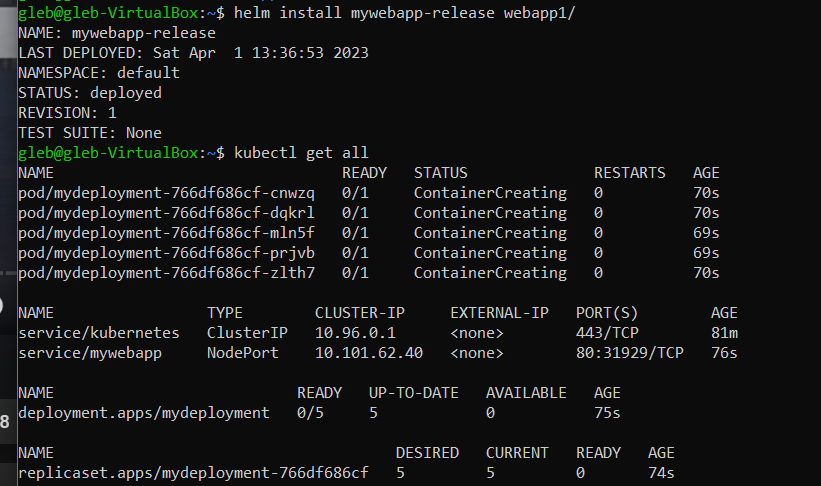 gleb@gleb-VirtualBox:~$ helm install mywebapp-release webapp1/
NAME: mywebapp-release
LAST DEPLOYED: Sat Apr  1 13:36:53 2023
NAMESPACE: default
STATUS: deployed
REVISION: 1
TEST SUITE: None
gleb@gleb-VirtualBox:~$ kubectl get all
NAME                                READY   STATUS              RESTARTS   AGE
pod/mydeployment-766df686cf-cnwzq   0/1     ContainerCreating   0          70s
pod/mydeployment-766df686cf-dqkrl   0/1     ContainerCreating   0          70s
pod/mydeployment-766df686cf-mln5f   0/1     ContainerCreating   0          69s
pod/mydeployment-766df686cf-prjvb   0/1     ContainerCreating   0          69s
pod/mydeployment-766df686cf-zlth7   0/1     ContainerCreating   0          70s

NAME                 TYPE        CLUSTER-IP     EXTERNAL-IP   PORT(S)        AGE
service/kubernetes   ClusterIP   10.96.0.1      <none>        443/TCP        81m
service/mywebapp     NodePort    10.101.62.40   <none>        80:31929/TCP   76s

NAME                           READY   UP-TO-DATE   AVAILABLE   AGE
deployment.apps/mydeployment   0/5     5            0           75s

NAME                                      DESIRED   CURRENT   READY   AGE
replicaset.apps/mydeployment-766df686cf   5         5         0       74s
8